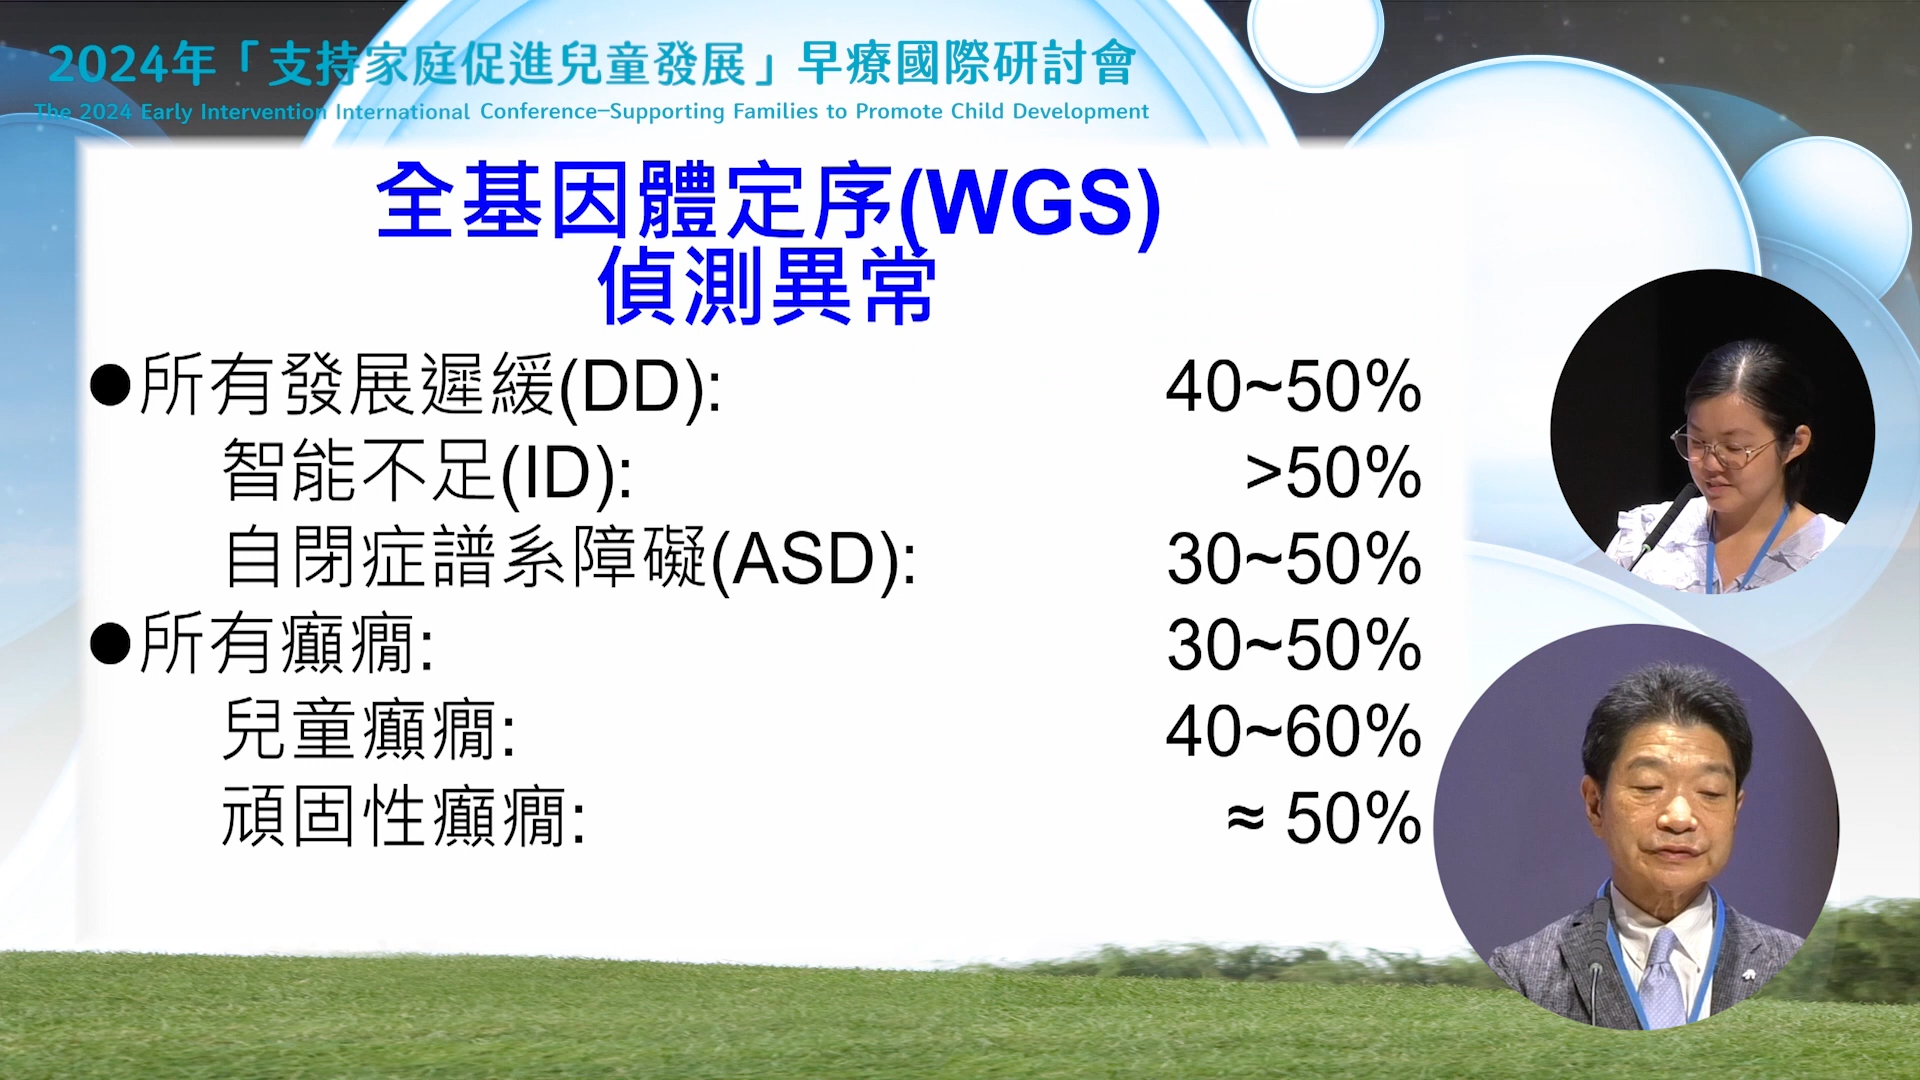 2024年「支持家庭促進兒童發展」早療國際研討會
The 2024 Early Intervention International Conference—Supporting Families to Promote Child Development
全基因體定序(WGS)
偵測異常
●所有發展遲緩(DD): 40~50%
智能不足(ID): >50%
自閉症譜系障礙(ASD): 30~50%
●所有癲癇: 30~50%
兒童癲癇: 40~60%
頑固性癲癇: ≈ 50%